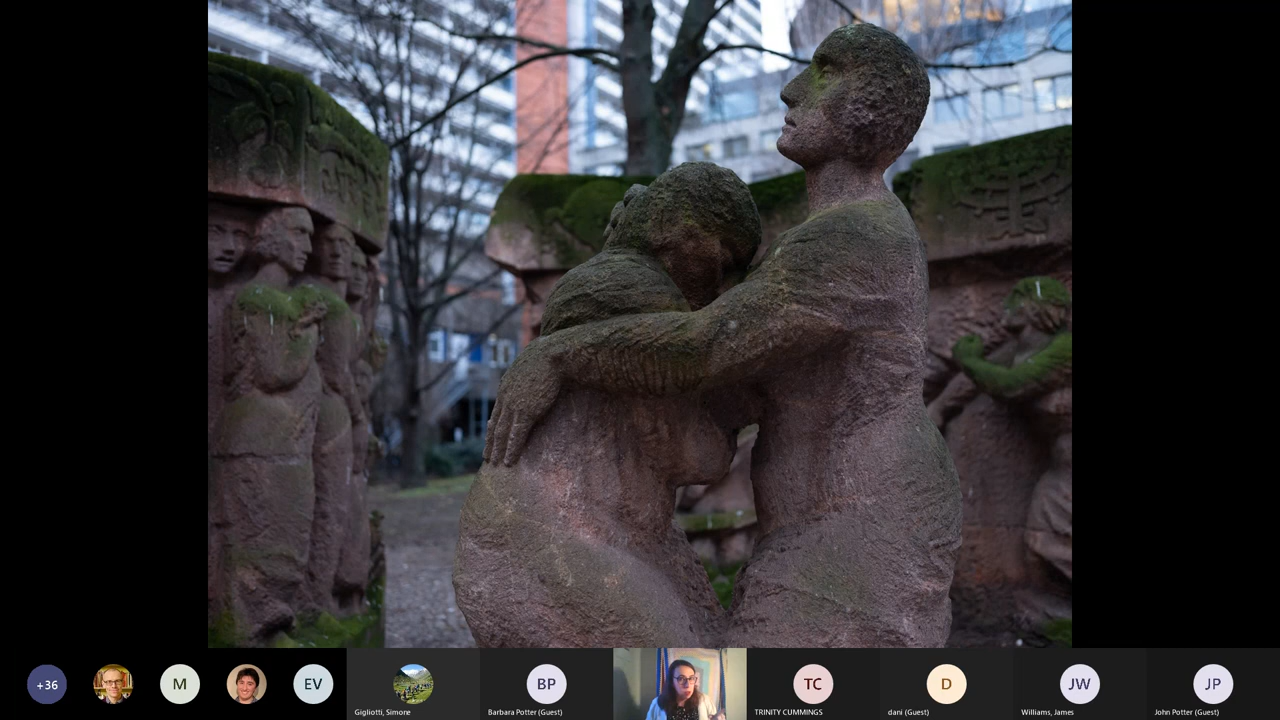 +36
M
EV
Gigliotti, Simone
BP
Barbara Potter (Guest)
TC
TRINITY CUMMINGS
D
dani (Guest)
JW
Williams, James
JP
John Potter (Guest)